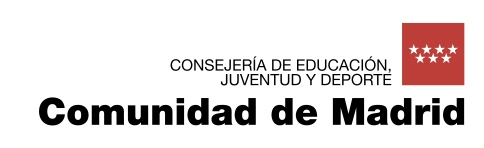 CONSEJERÍA DE EDUCACIÓN,
JUVENTUD Y DEPORTE
Comunidad de Madrid